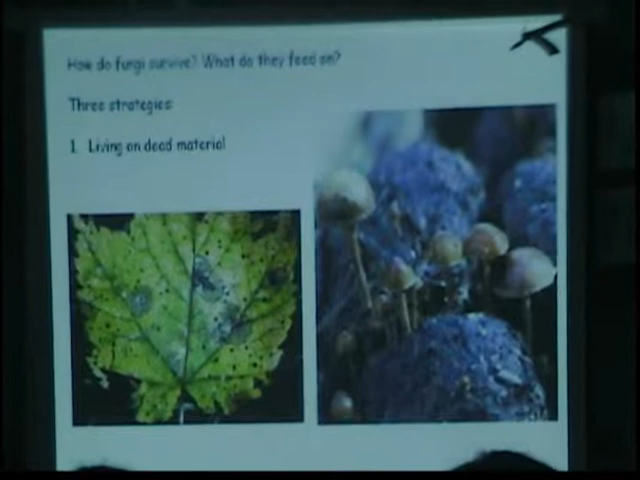 How do fungi survive? What do they feed on?
Three strategies:
1. Living on dead material